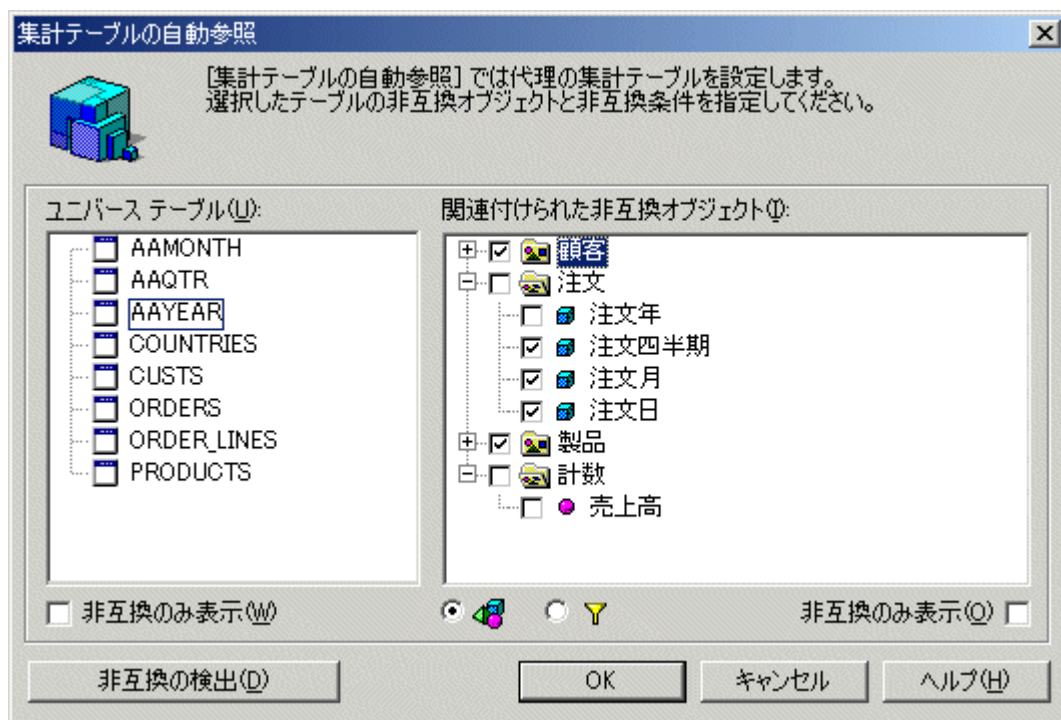 集計テーブルの自動参照
[集計テーブルの自動参照] では代理の集計テーブルを設定します。
選択したテーブルの非互換オブジェクトと非互換条件を指定してください。
ユニバース テーブル(U):
AAMONTH
AAQTR
AAYEAR
COUNTRIES
CUSTS
ORDERS
ORDER_LINES
PRODUCTS
関連付けられた非互換オブジェクト(I):
顧客
注文
注文年
注文四半期
注文月
注文日
製品
計数
売上高
非互換のみ表示(W)
非互換のみ表示(O)
非互換の検出(D)
OK
キャンセル
ヘルプ(H)